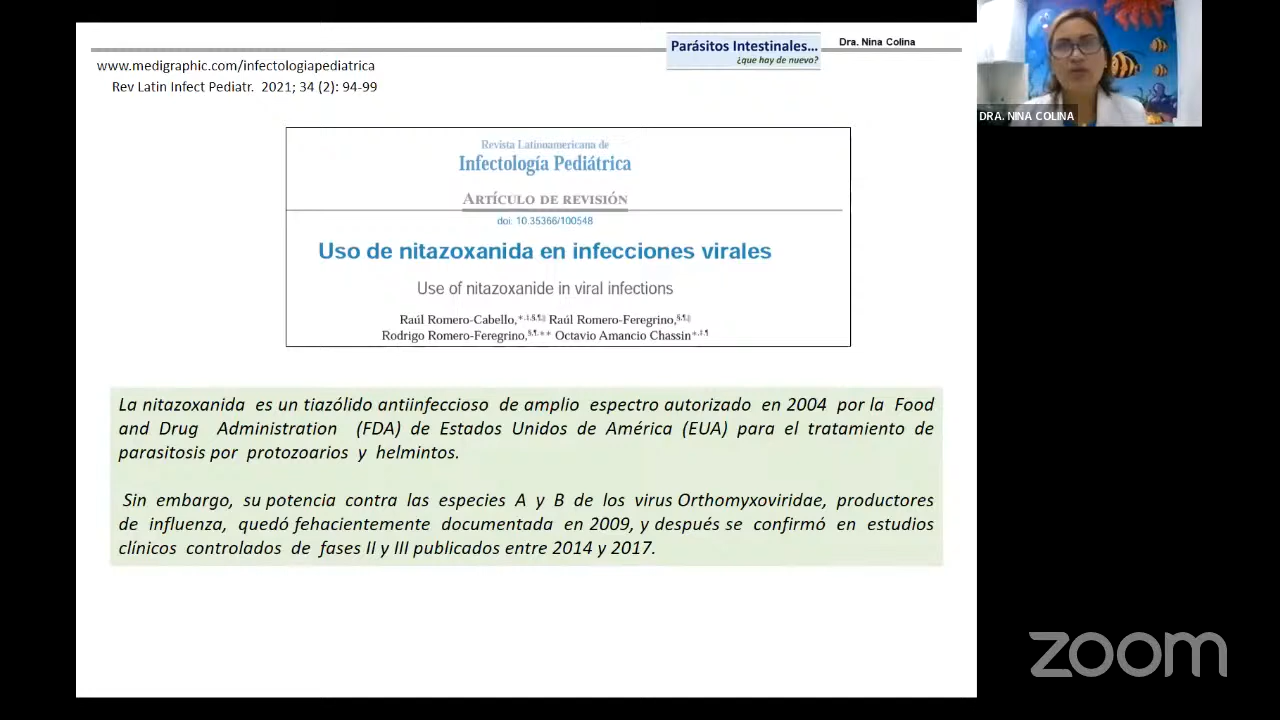 Parásitos Intestinales...
¿que hay de nuevo?
Dra. Nina Colina
www.medigraphic.com/infectologiapediatrica
Rev Latin Infect Pediatr. 2021; 34 (2): 94-99
DRA. NINA COLINA
Revista Latinoamericana de
Infectología Pediátrica
Artículo de revisión
doi: 10.35366/100548
Uso de nitazoxanida en infecciones virales
Use of nitazoxanide in viral infections
Raúl Romero-Cabello, Raúl Romero-Feregrino,
Rodrigo Romero-Feregrino, Octavio Amancio Chassin
La nitazoxanida es un tiazólido antiinfeccioso de amplio espectro autorizado en 2004 por la Food
and Drug Administration (FDA) de Estados Unidos de América (EUA) para el tratamiento de
parasitosis por protozoarios y helmintos.
Sin embargo, su potencia contra las especies A y B de los virus Orthomyxoviridae, productores
de influenza, quedó fehacientemente documentada en 2009, y después se confirmó en estudios
clínicos controlados de fases II y III publicados entre 2014 y 2017.
zoom